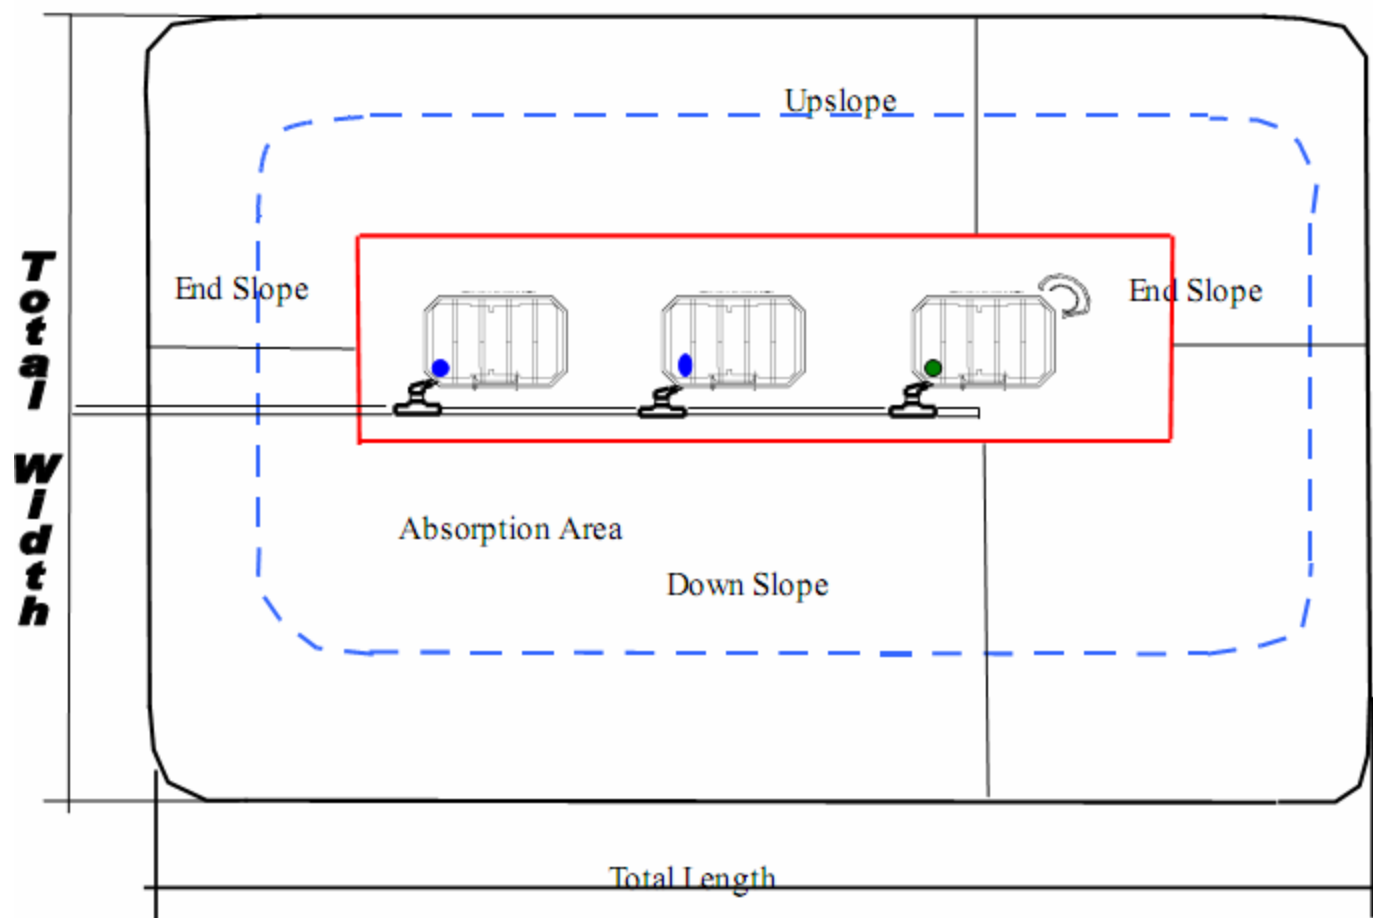 Upslope
Total Width
End Slope
End Slope
Absorption Area
Down Slope
Total Length